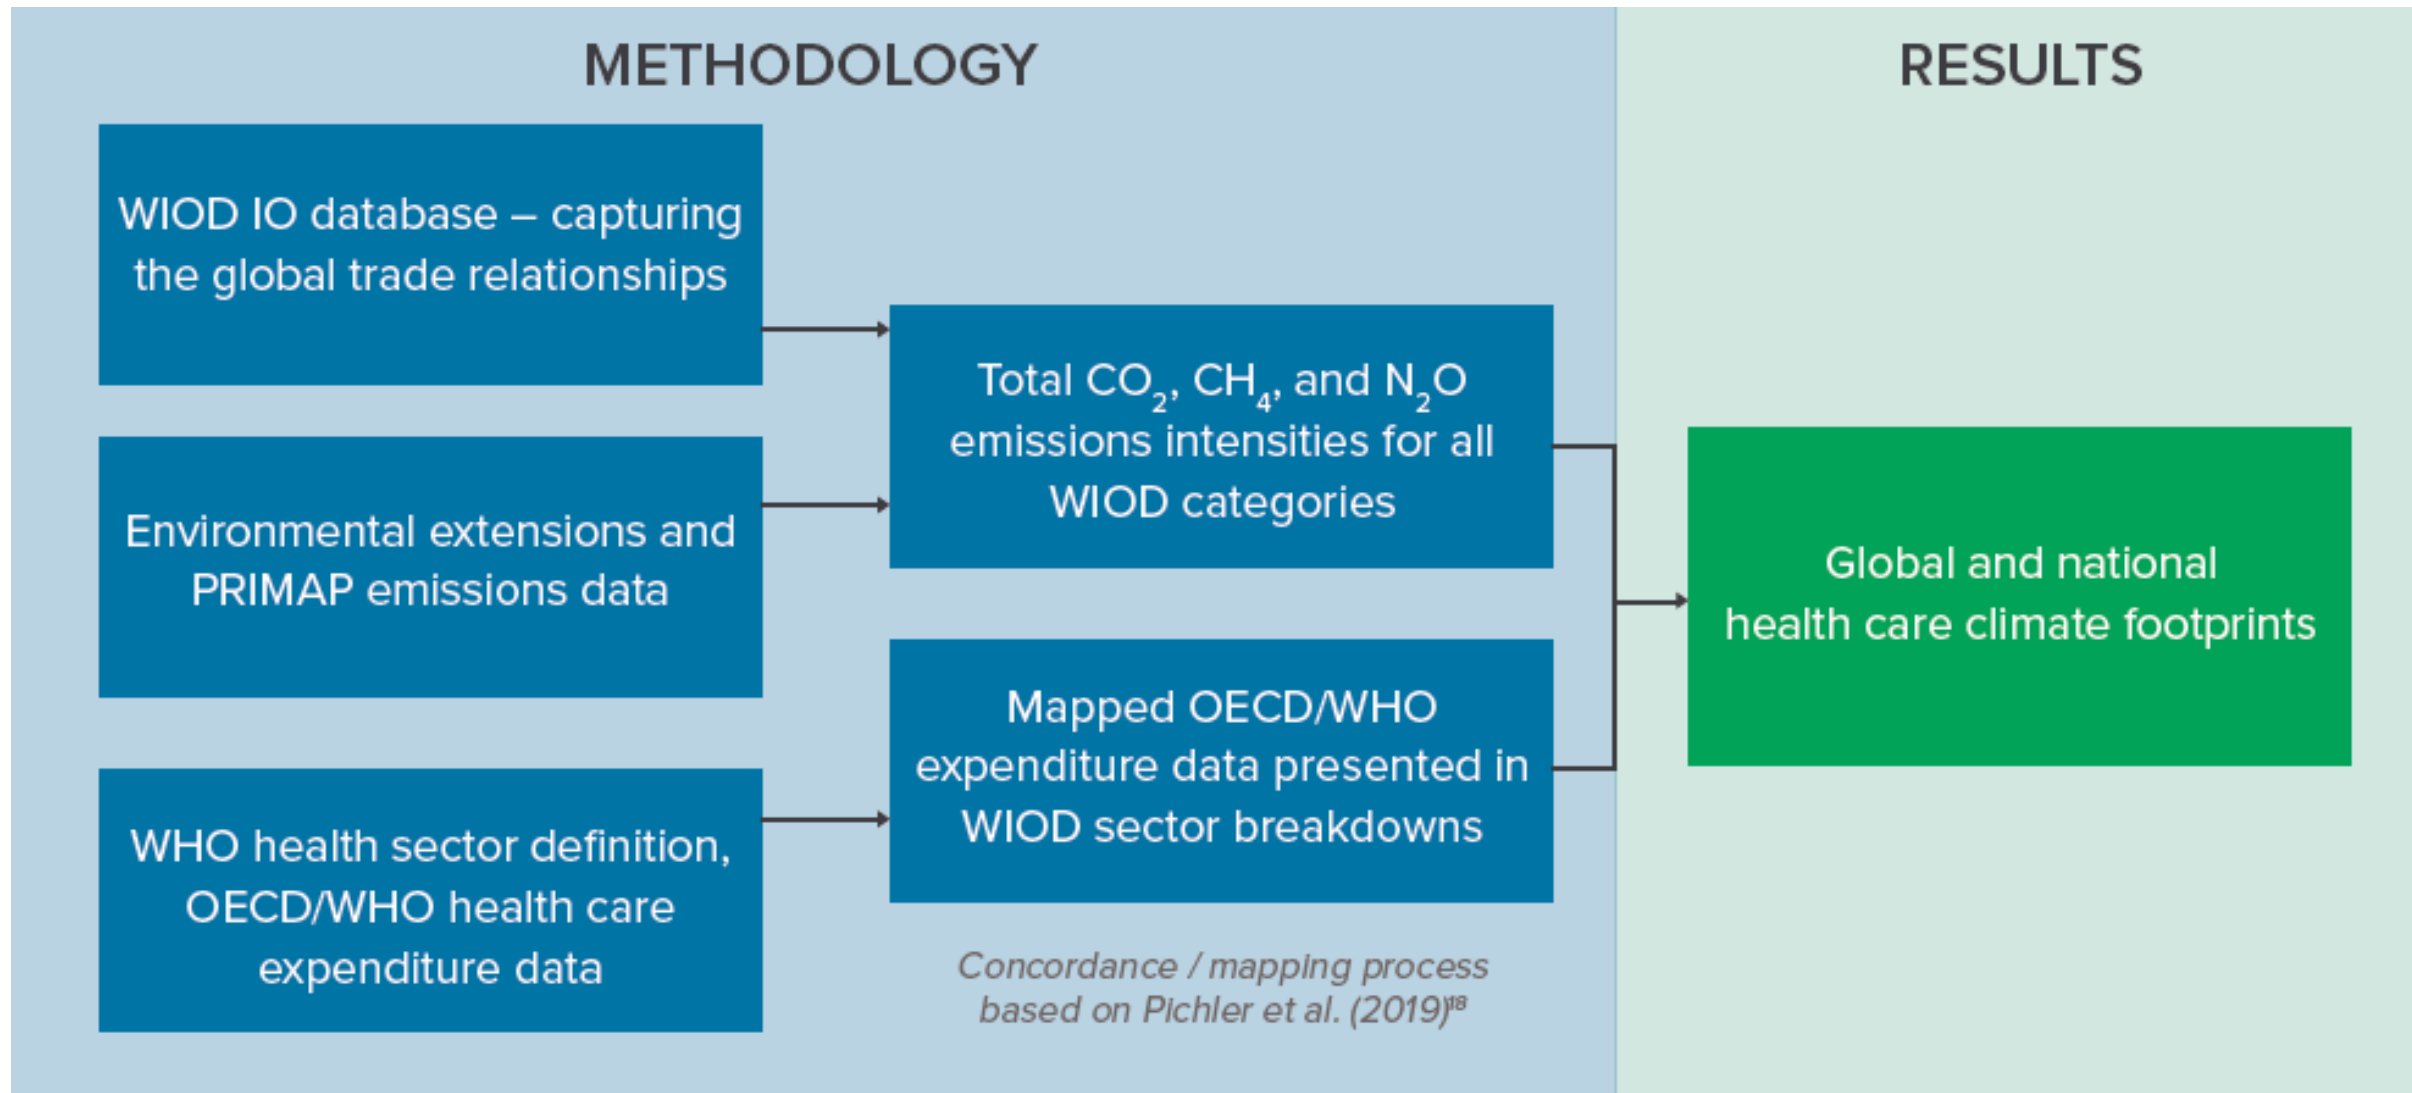 METHODOLOGY
WIOD IO database – capturing
the global trade relationships
Environmental extensions and
PRIMAP emissions data
WHO health sector definition,
OECD/WHO health care
expenditure data
Total CO₂, CH₄, and N₂O
emissions intensities for all
WIOD categories
Mapped OECD/WHO
expenditure data presented in
WIOD sector breakdowns
Concordance / mapping process
based on Pichler et al. (2019)¹⁸
RESULTS
Global and national
health care climate footprints